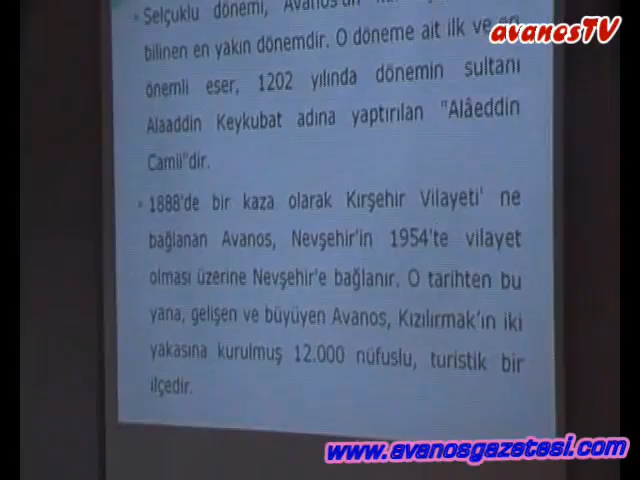 avanosTV
• Selçuklu dönemi, Avanos'un
bilinen en yakın dönemdir. O döneme ait ilk ve en
önemli eser, 1202 yılında dönemin sultanı
Alaaddin Keykubat adına yaptırılan "Alâeddin
Camii"dir.
• 1888'de bir kaza olarak Kırşehir Vilayeti' ne
bağlanan Avanos, Nevşehir'in 1954'te vilayet
olması üzerine Nevşehir'e bağlanır. O tarihten bu
yana, gelişen ve büyüyen Avanos, Kızılırmak'ın iki
yakasına kurulmuş 12.000 nüfuslu, turistik bir
ilçedir.
www.avanosgazetesi.com